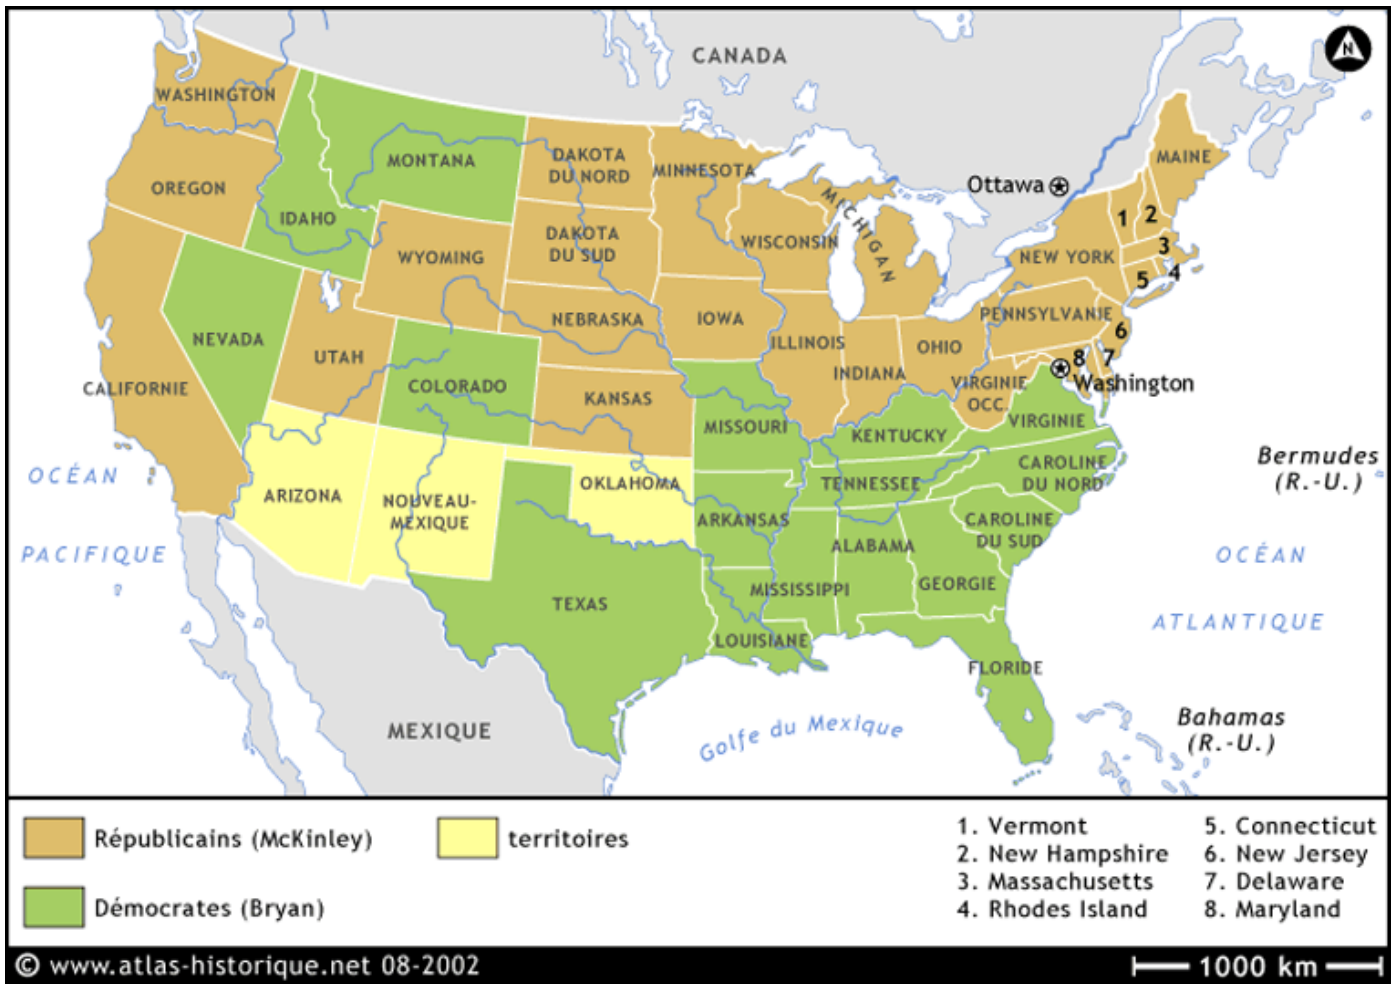 N
CANADA
WASHINGTON
MONTANA
DAKOTA
DU NORD
MINNESOTA
MAINE
OREGON
Ottawa
IDAHO
MICHIGAN
1
2
WYOMING
DAKOTA
DU SUD
WISCONSIN
NEW YORK
3
4
5
NEBRASKA
IOWA
PENNSYLVANIE
6
NEVADA
UTAH
ILLINOIS
OHIO
8
7
CALIFORNIE
COLORADO
KANSAS
INDIANA
VIRGINIE
OCC.
Washington
MISSOURI
KENTUCKY
VIRGINIE
OCÉAN
PACIFIQUE
ARIZONA
NOUVEAU-
MEXIQUE
OKLAHOMA
TENNESSEE
CAROLINE
DU NORD
Bermudes
(R.-U.)
ARKANSAS
CAROLINE
DU SUD
ALABAMA
OCÉAN
ATLANTIQUE
TEXAS
MISSISSIPPI
GEORGIE
LOUISIANE
FLORIDE
MEXIQUE
Golfe du Mexique
Bahamas
(R.-U.)
Républicains (McKinley)
territoires
Démocrates (Bryan)
1. Vermont
2. New Hampshire
3. Massachusetts
4. Rhodes Island
5. Connecticut
6. New Jersey
7. Delaware
8. Maryland
© www.atlas-historique.net 08-2002
1000 km